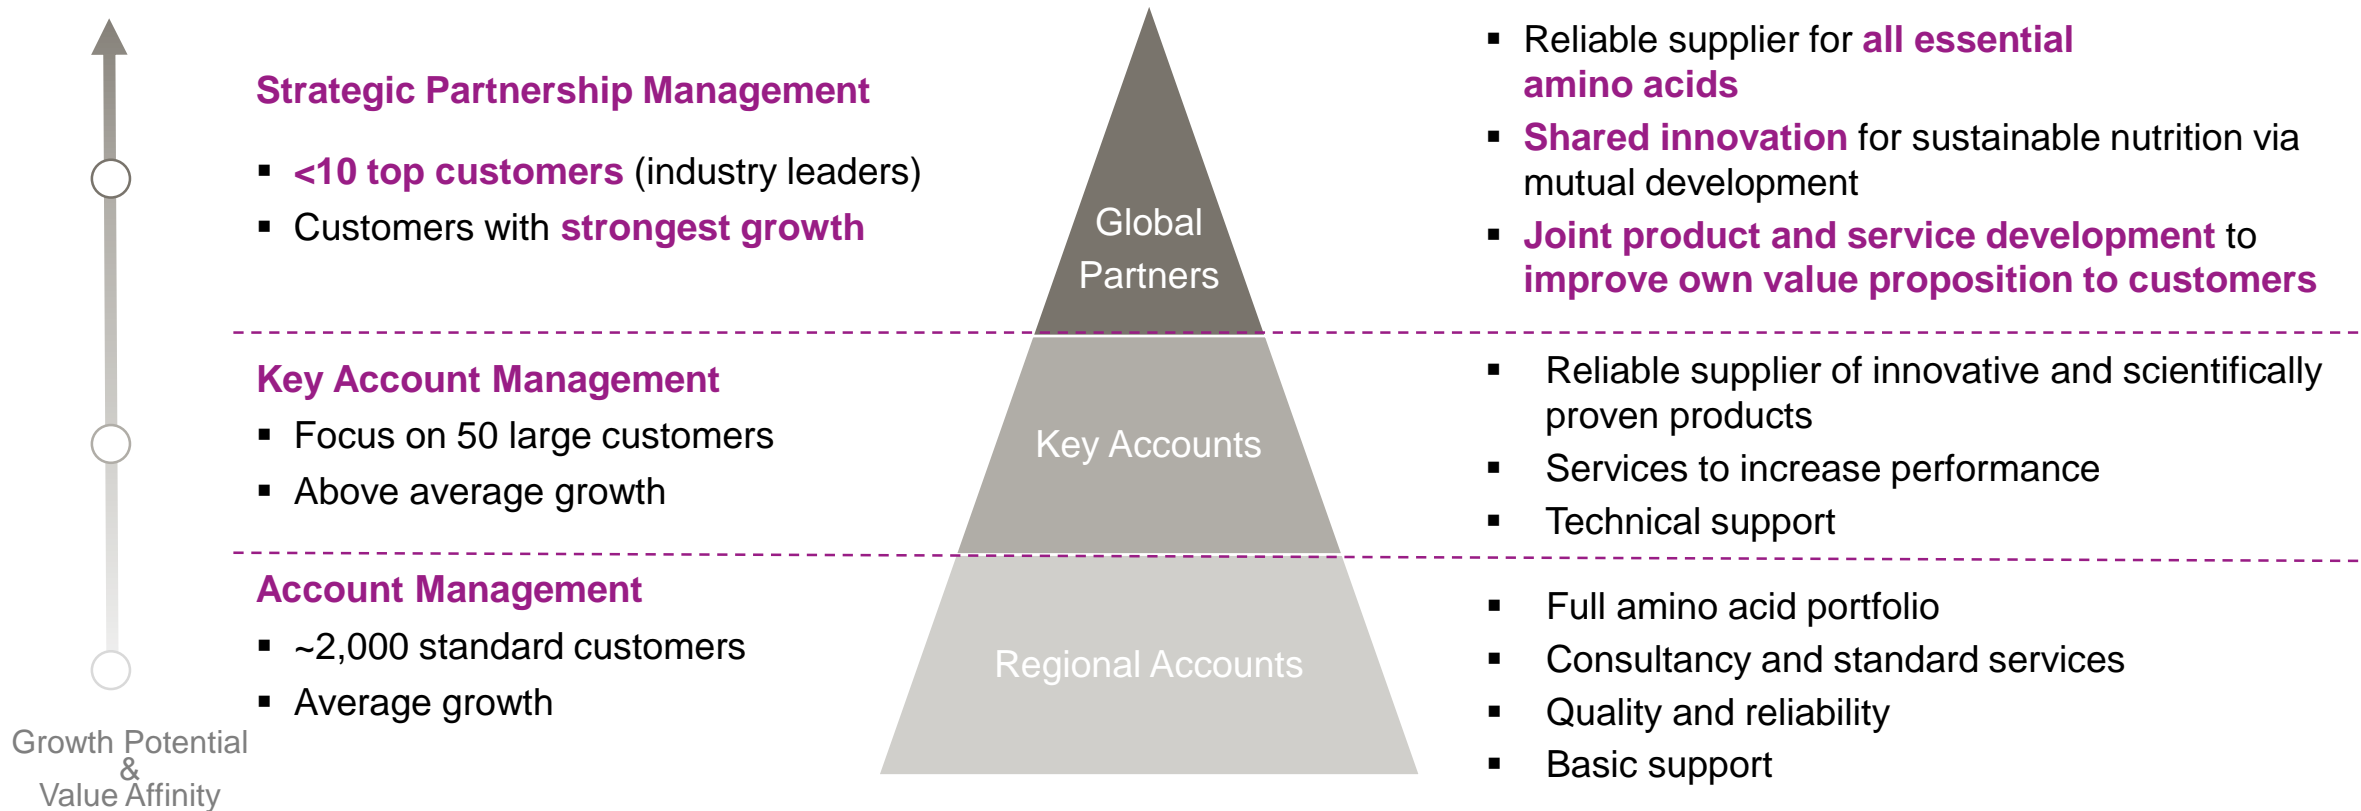 Strategic Partnership Management
▪ <10 top customers (industry leaders)
▪ Customers with strongest growth
Global
Partners
▪ Reliable supplier for all essential
amino acids
▪ Shared innovation for sustainable nutrition via
mutual development
▪ Joint product and service development to
improve own value proposition to customers
Key Account Management
▪ Focus on 50 large customers
▪ Above average growth
Key Accounts
▪ Reliable supplier of innovative and scientifically
proven products
▪ Services to increase performance
▪ Technical support
Account Management
▪ ~2,000 standard customers
▪ Average growth
Regional Accounts
▪ Full amino acid portfolio
▪ Consultancy and standard services
▪ Quality and reliability
▪ Basic support
Growth Potential
&
Value Affinity